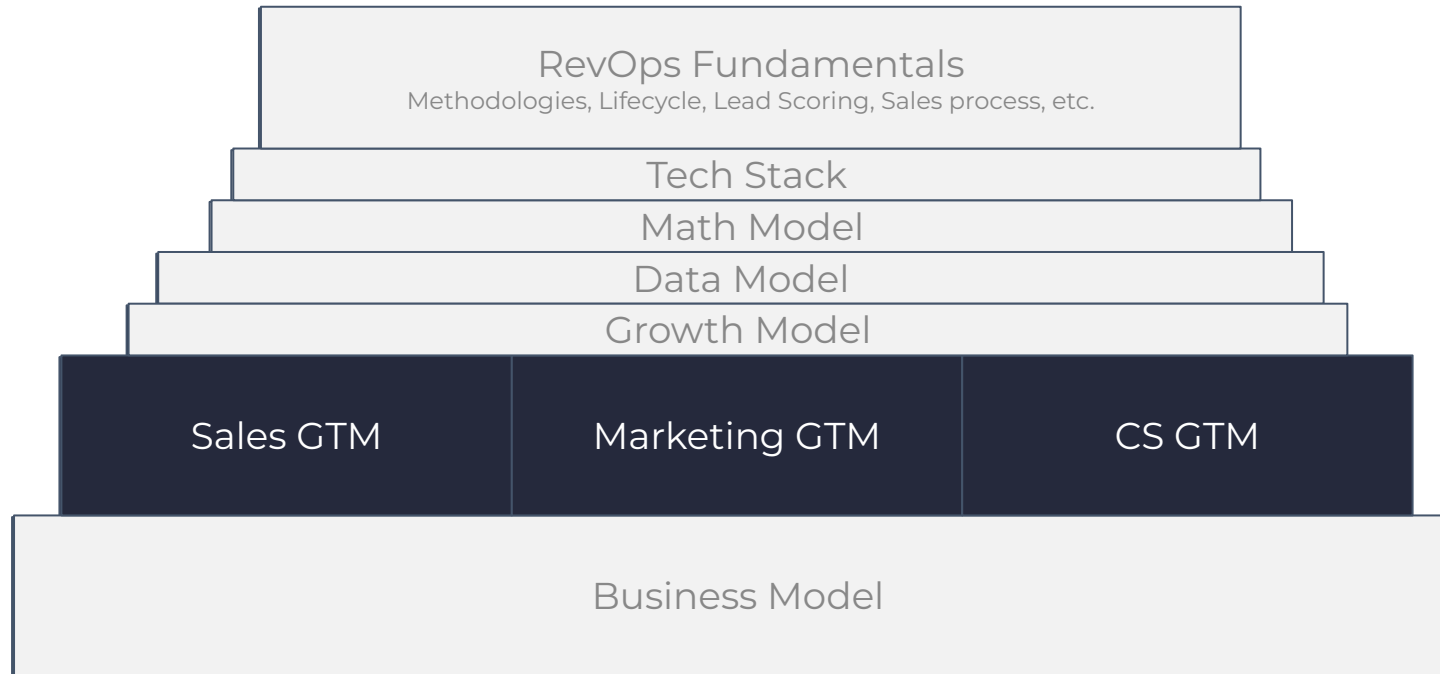 RevOps Fundamentals
Methodologies, Lifecycle, Lead Scoring, Sales process, etc.
Tech Stack
Math Model
Data Model
Growth Model
Sales GTM
Marketing GTM
CS GTM
Business Model